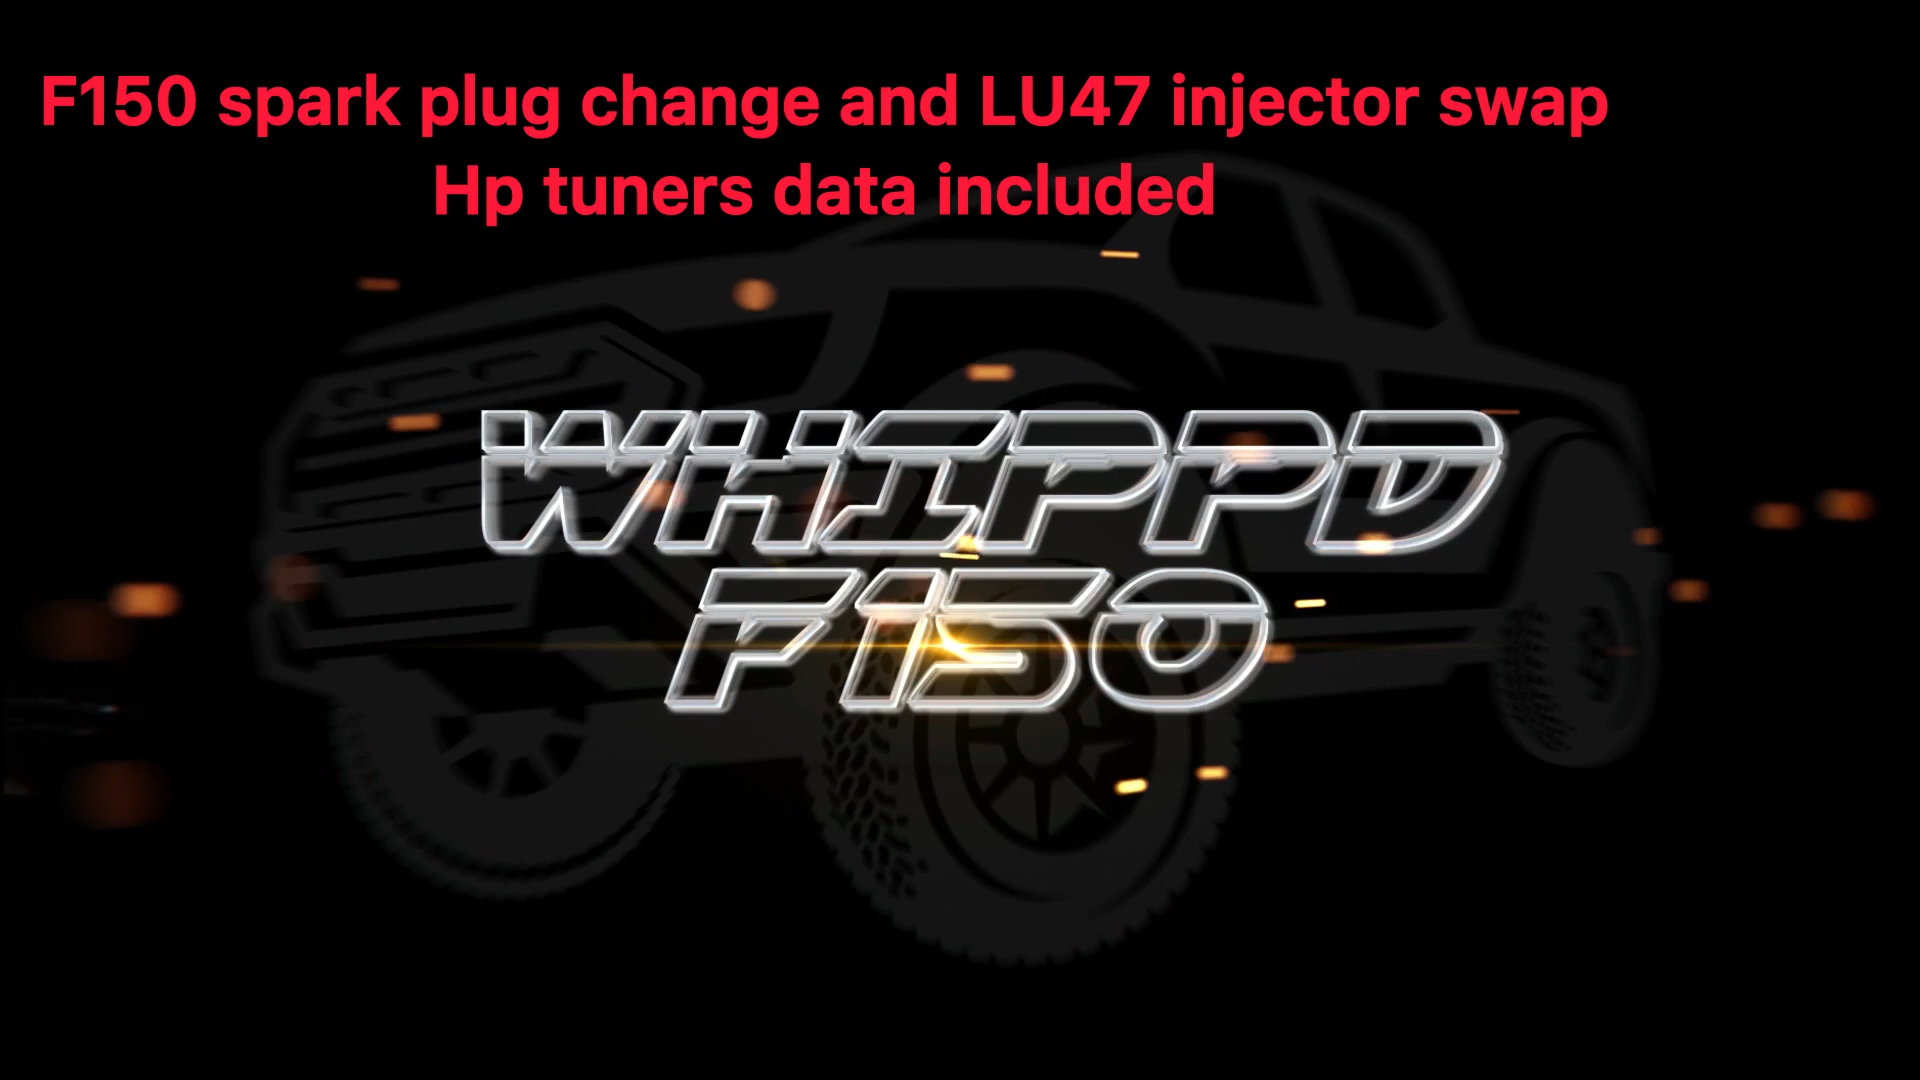 F150 spark plug change and LU47 injector swap
Hp tuners data included
WHIPPD
F150